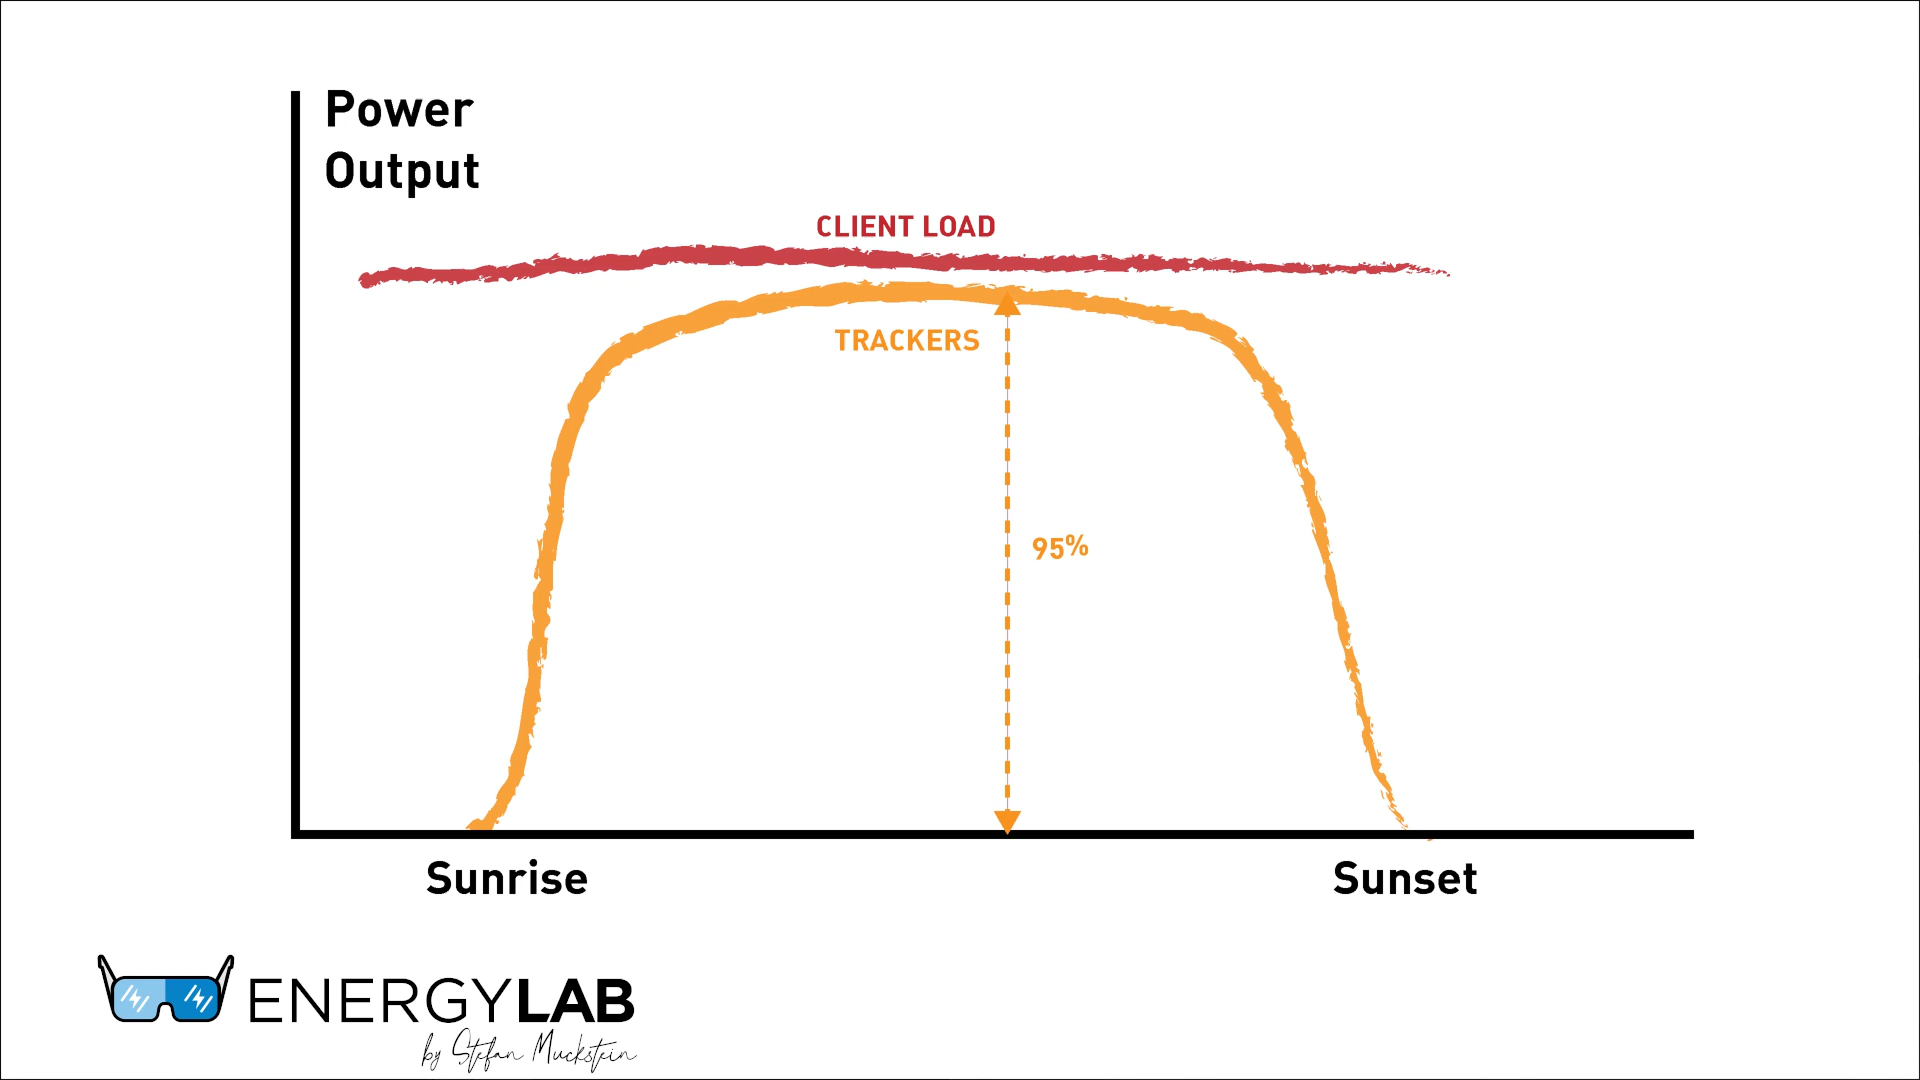 Power
Output
CLIENT LOAD
TRACKERS
95%
Sunrise
Sunset
ENERGYLAB
by Stefan Muckstein